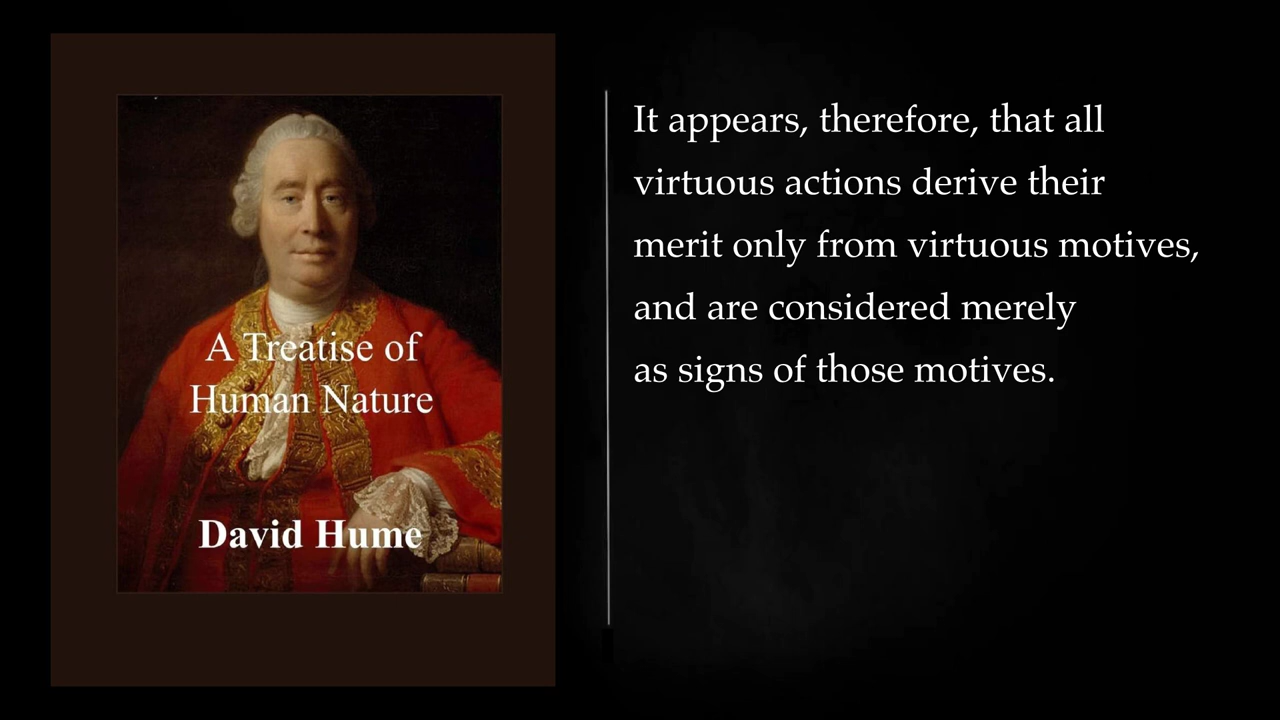 A Treatise of
Human Nature
David Hume
It appears, therefore, that all
virtuous actions derive their
merit only from virtuous motives,
and are considered merely
as signs of those motives.